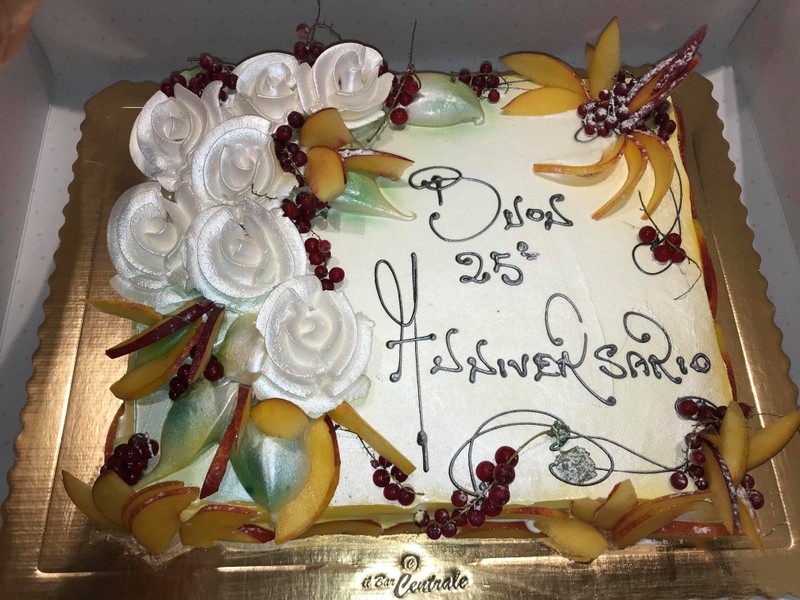 Buon
25°
Anniversario
il Bar Centrale